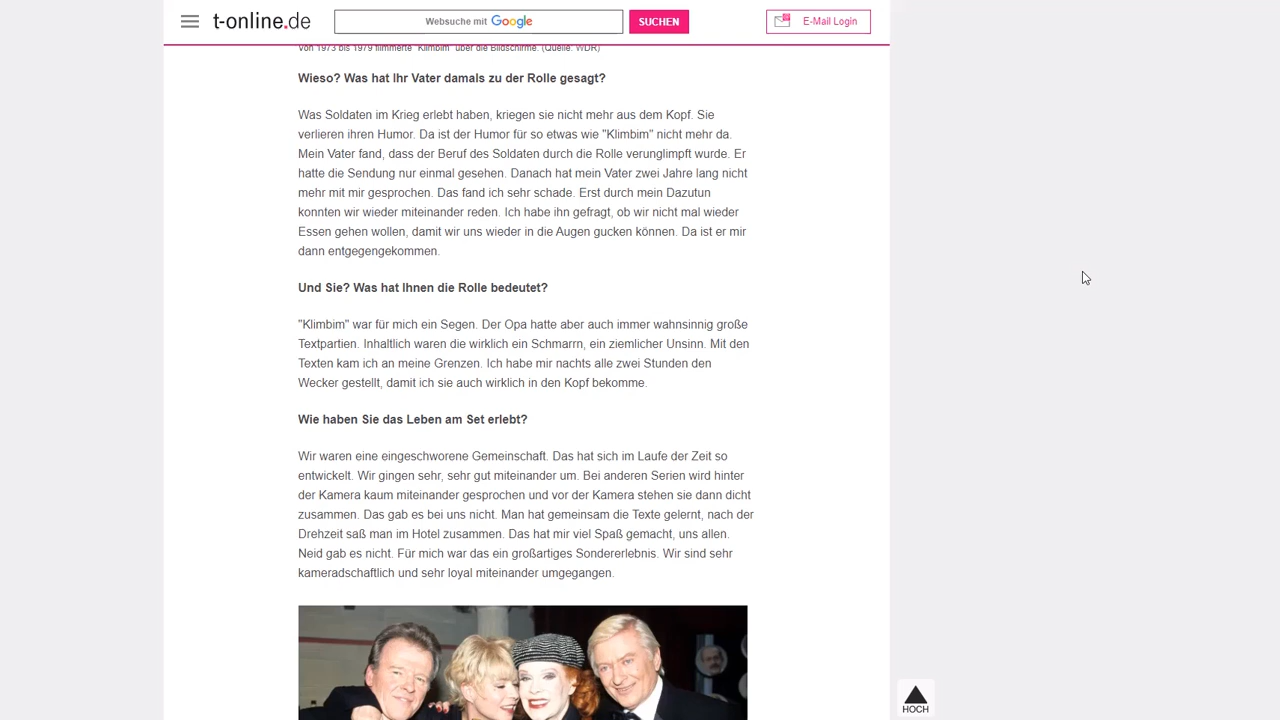 t-online.de
Websuche mit Google
SUCHEN
E-Mail Login
Von 1973 bis 1979 flimmerte "Klimbim" über die Bildschirme. (Quelle: WDR)
Wieso? Was hat Ihr Vater damals zu der Rolle gesagt?
Was Soldaten im Krieg erlebt haben, kriegen sie nicht mehr aus dem Kopf. Sie
verlieren ihren Humor. Da ist der Humor für so etwas wie "Klimbim" nicht mehr da.
Mein Vater fand, dass der Beruf des Soldaten durch die Rolle verunglimpft wurde. Er
hatte die Sendung nur einmal gesehen. Danach hat mein Vater zwei Jahre lang nicht
mehr mit mir gesprochen. Das fand ich sehr schade. Erst durch mein Dazutun
konnten wir wieder miteinander reden. Ich habe ihn gefragt, ob wir nicht mal wieder
Essen gehen wollen, damit wir uns wieder in die Augen gucken können. Da ist er mir
dann entgegengekommen.
Und Sie? Was hat Ihnen die Rolle bedeutet?
"Klimbim" war für mich ein Segen. Der Opa hatte aber auch immer wahnsinnig große
Textpartien. Inhaltlich waren die wirklich ein Schmarrn, ein ziemlicher Unsinn. Mit den
Texten kam ich an meine Grenzen. Ich habe mir nachts alle zwei Stunden den
Wecker gestellt, damit ich sie auch wirklich in den Kopf bekomme.
Wie haben Sie das Leben am Set erlebt?
Wir waren eine eingeschworene Gemeinschaft. Das hat sich im Laufe der Zeit so
entwickelt. Wir gingen sehr, sehr gut miteinander um. Bei anderen Serien wird hinter
der Kamera kaum miteinander gesprochen und vor der Kamera stehen sie dann dicht
zusammen. Das gab es bei uns nicht. Man hat gemeinsam die Texte gelernt, nach der
Drehzeit saß man im Hotel zusammen. Das hat mir viel Spaß gemacht, uns allen.
Neid gab es nicht. Für mich war das ein großartiges Sondererlebnis. Wir sind sehr
kameradschaftlich und sehr loyal miteinander umgegangen.
HOCH